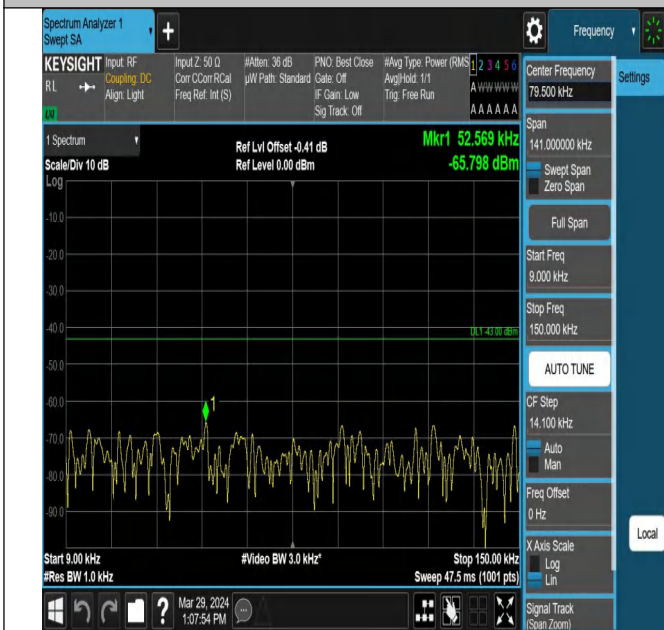 Spectrum Analyzer 1
Swept SA
+
Frequency
KEYSIGHT
RL
Input: RF
Coupling: DC
Align: Light
Input Z: 50 Ω
Corr CCorr RCal
Freq Ref: Int (S)
#Atten: 36 dB
µW Path: Standard
PNO: Best Close
Gate: Off
IF Gain: Low
Sig Track: Off
#Avg Type: Power (RMS
Avg|Hold: 1/1
Trig: Free Run
1 2 3 4 5 6
A W W W W W
A A A A A A
LXI
1 Spectrum
Scale/Div 10 dB
Ref Lvl Offset -0.41 dB
Ref Level 0.00 dBm
Mkr1 52.569 kHz
-65.798 dBm
Log
-10.0
-20.0
-30.0
-40.0
-50.0
-60.0
-70.0
-80.0
-90.0
DL1 -43.00 dBm
1
Start 9.00 kHz
#Res BW 1.0 kHz
#Video BW 3.0 kHz*
Stop 150.00 kHz
Sweep 47.5 ms (1001 pts)
?
Mar 29, 2024
1:07:54 PM
Center Frequency
79.500 kHz
Settings
Span
141.000000 kHz
Swept Span
Zero Span
Full Span
Start Freq
9.000 kHz
Stop Freq
150.000 kHz
AUTO TUNE
CF Step
14.100 kHz
Auto
Man
Freq Offset
0 Hz
X Axis Scale
Log
Lin
Local
Signal Track
(Span Zoom)